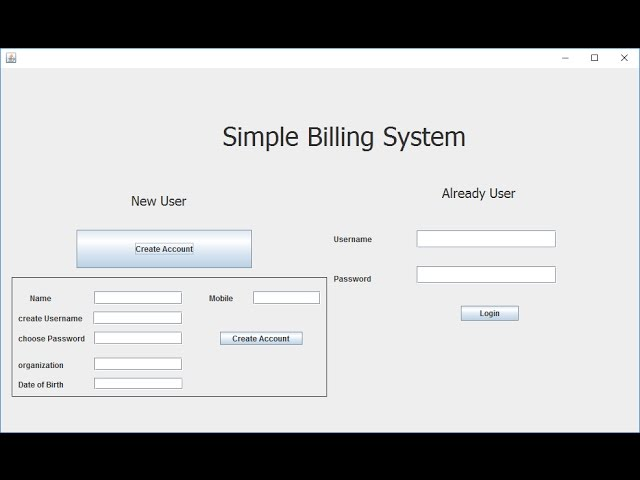 Simple Billing System
New User
Create Account
Name
Mobile
create Username
choose Password
Create Account
organization
Date of Birth
Already User
Username
Password
Login